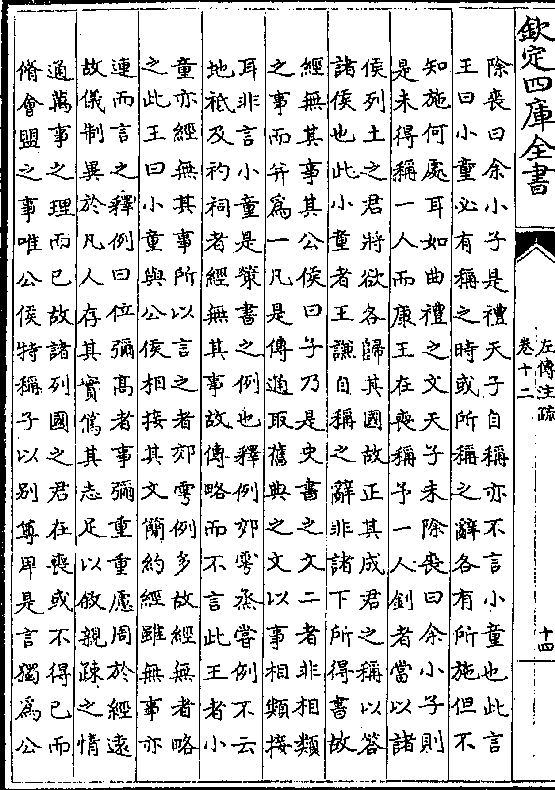 欽定四庫全書
左傳注疏
卷十二
十四
除喪曰余小子是禮天子自稱亦不言小童也此言
王曰小童必有稱之時或所稱之辭各有所施但不
知施何處耳如曲禮之文天子未除喪曰余小子則
是未得稱一人而康王在喪稱予一人釗者當以諸
侯列土之君將欲各歸其國故正其成君之稱以答
諸侯也此小童者王謙自稱之辭非諸下所得書故
經無其事其公侯曰子乃是史書之文二者非相類
之事而并為一凡是傳通取舊典之文以事相類接
耳非言小童是策書之例也釋例郊雩烝嘗例不云
地祇及礿祠者經無其事故傳略而不言此王者小
童亦經無其事所以言之者郊雩例多故經無者略
之此王曰小童與公侯相接其文簡約經雖無事亦
連而言之釋例曰位彌高者事彌重重慮周於經遠
故儀制異於凡人存其實篤其志足以敘親疎之情
通萬事之理而已故諸列國之君在喪或不得已而
脩會盟之事唯公侯特稱子以別尊卑是言獨為公